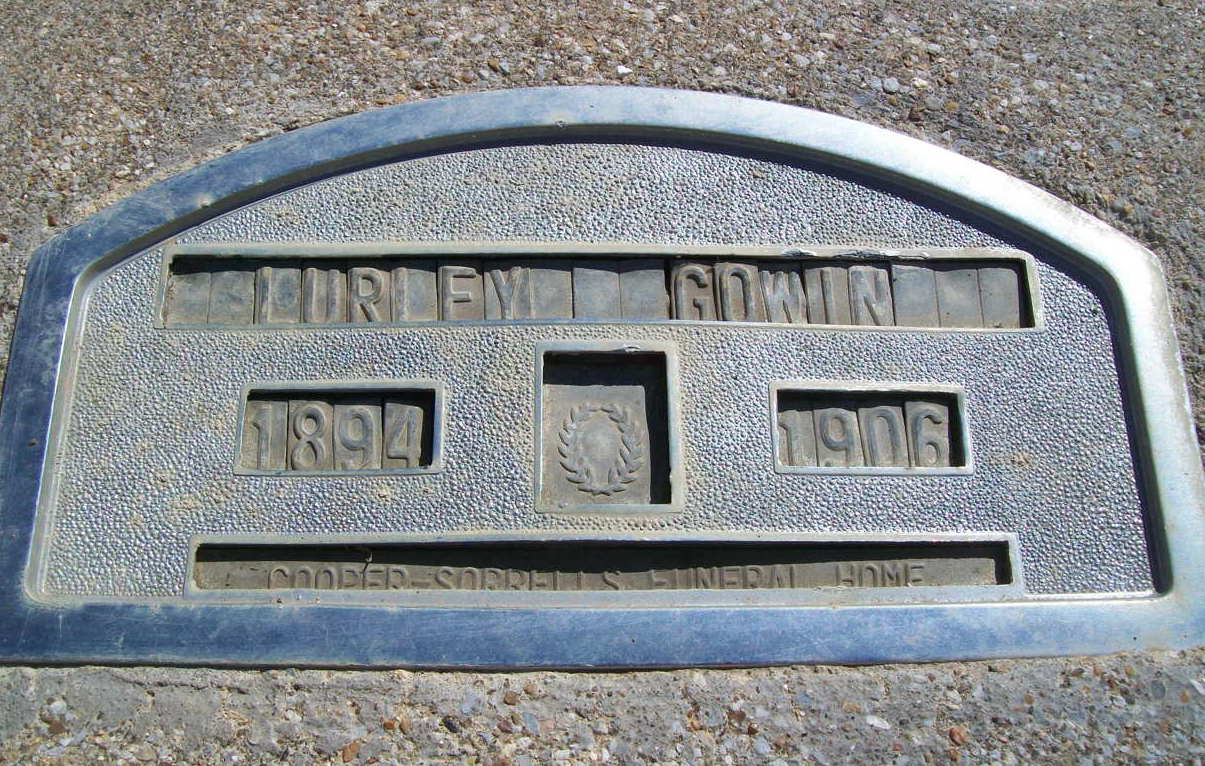 LURLEY GOWIN
1894 1906
COOPER-SORRELLS FUNERAL HOME